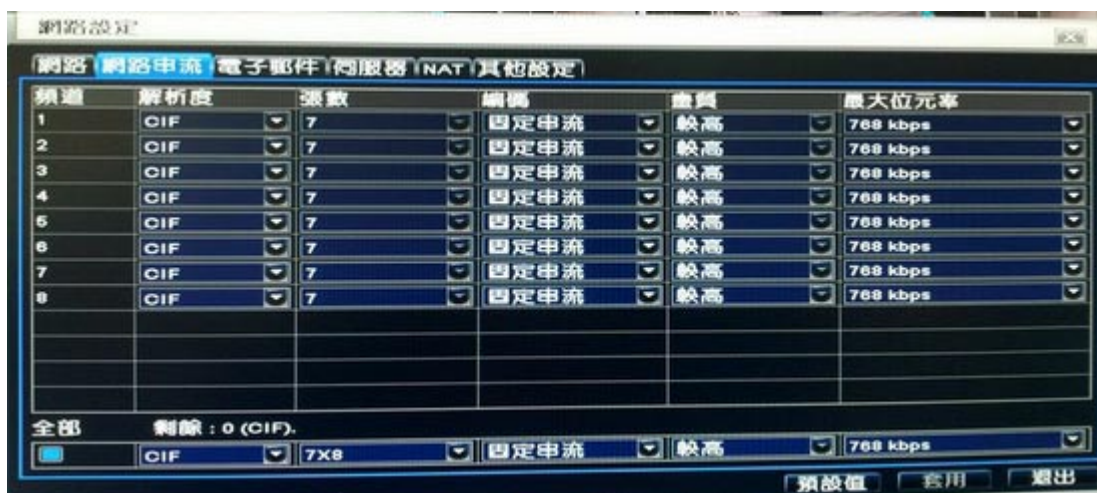 網路設定
網路 網路串流 電子郵件 伺服器 NAT 其他設定
頻道 解析度 張數 編碼 畫質 最大位元率
1 CIF 7 固定串流 較高 768 kbps
2 CIF 7 固定串流 較高 768 kbps
3 CIF 7 固定串流 較高 768 kbps
4 CIF 7 固定串流 較高 768 kbps
5 CIF 7 固定串流 較高 768 kbps
6 CIF 7 固定串流 較高 768 kbps
7 CIF 7 固定串流 較高 768 kbps
8 CIF 7 固定串流 較高 768 kbps
全部 剩餘 : 0 (CIF).
CIF 7X8 固定串流 較高 768 kbps
預設值 套用 退出